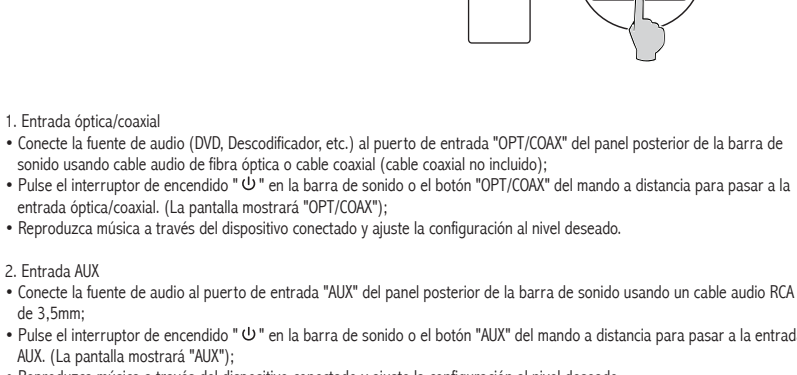 1. Entrada óptica/coaxial
• Conecte la fuente de audio (DVD, Descodificador, etc.) al puerto de entrada "OPT/COAX" del panel posterior de la barra de
sonido usando cable audio de fibra óptica o cable coaxial (cable coaxial no incluido);
• Pulse el interruptor de encendido "⏻" en la barra de sonido o el botón "OPT/COAX" del mando a distancia para pasar a la
entrada óptica/coaxial. (La pantalla mostrará "OPT/COAX");
• Reproduzca música a través del dispositivo conectado y ajuste la configuración al nivel deseado.
2. Entrada AUX
• Conecte la fuente de audio al puerto de entrada "AUX" del panel posterior de la barra de sonido usando un cable audio RCA
de 3,5mm;
• Pulse el interruptor de encendido "⏻" en la barra de sonido o el botón "AUX" del mando a distancia para pasar a la entrad
AUX. (La pantalla mostrará "AUX");